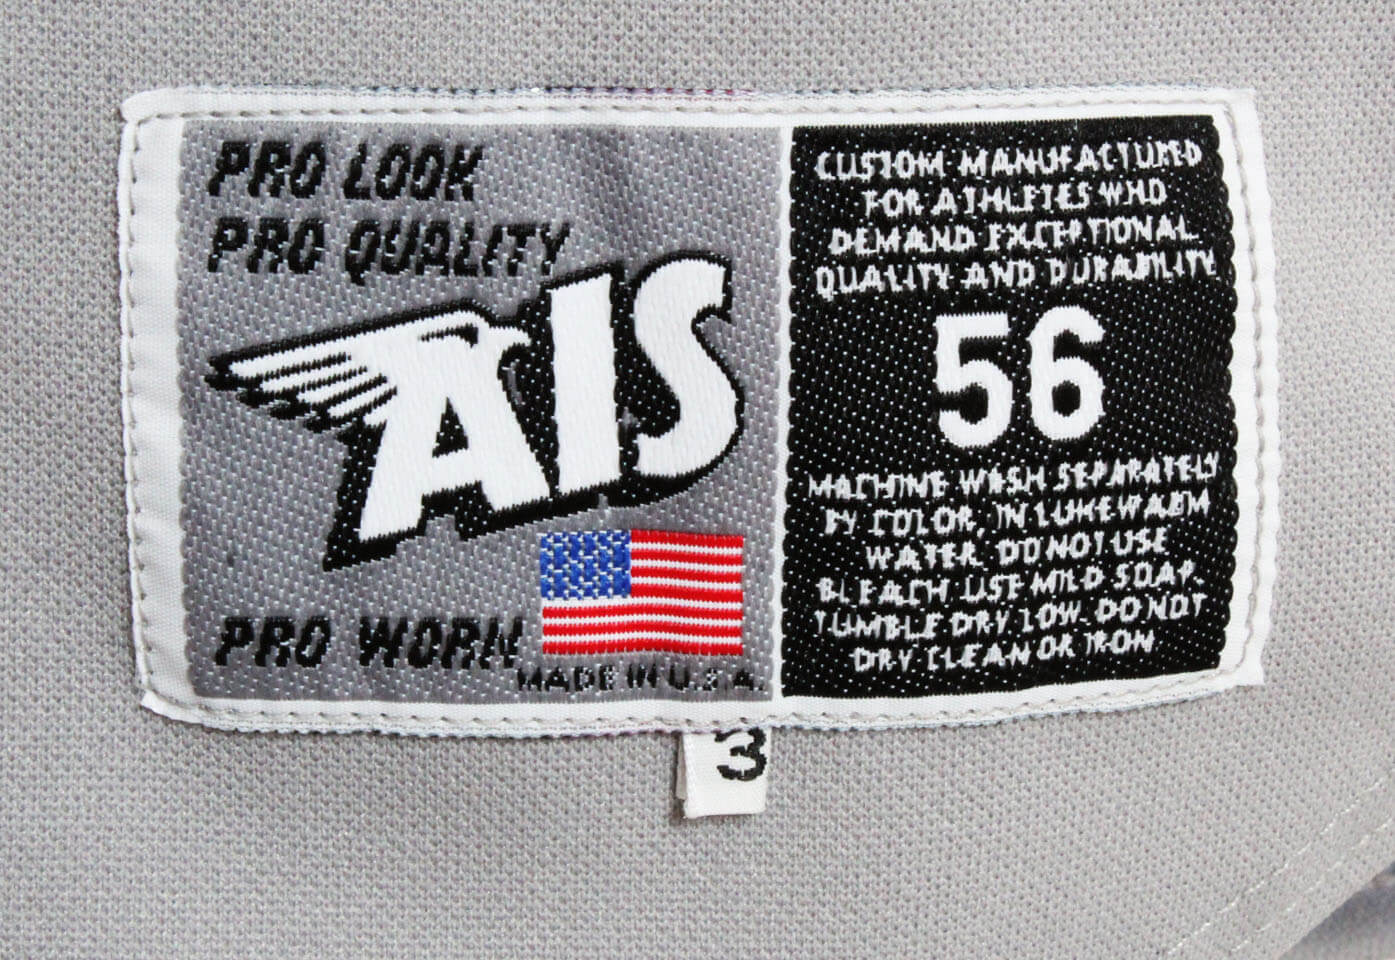 PRO LOOK
PRO QUALITY
AIS
PRO WORN
MADE IN U.S.A.
CUSTOM MANUFACTURED
FOR ATHLETES WHO
DEMAND EXCEPTIONAL
QUALITY AND DURABILITY
56
MACHINE WASH SEPARATELY
BY COLOR, IN LUKEWARM
WATER. DO NOT USE
BLEACH USE MILD SOAP.
TUMBLE DRY LOW. DO NOT
DRY CLEAN OR IRON
3